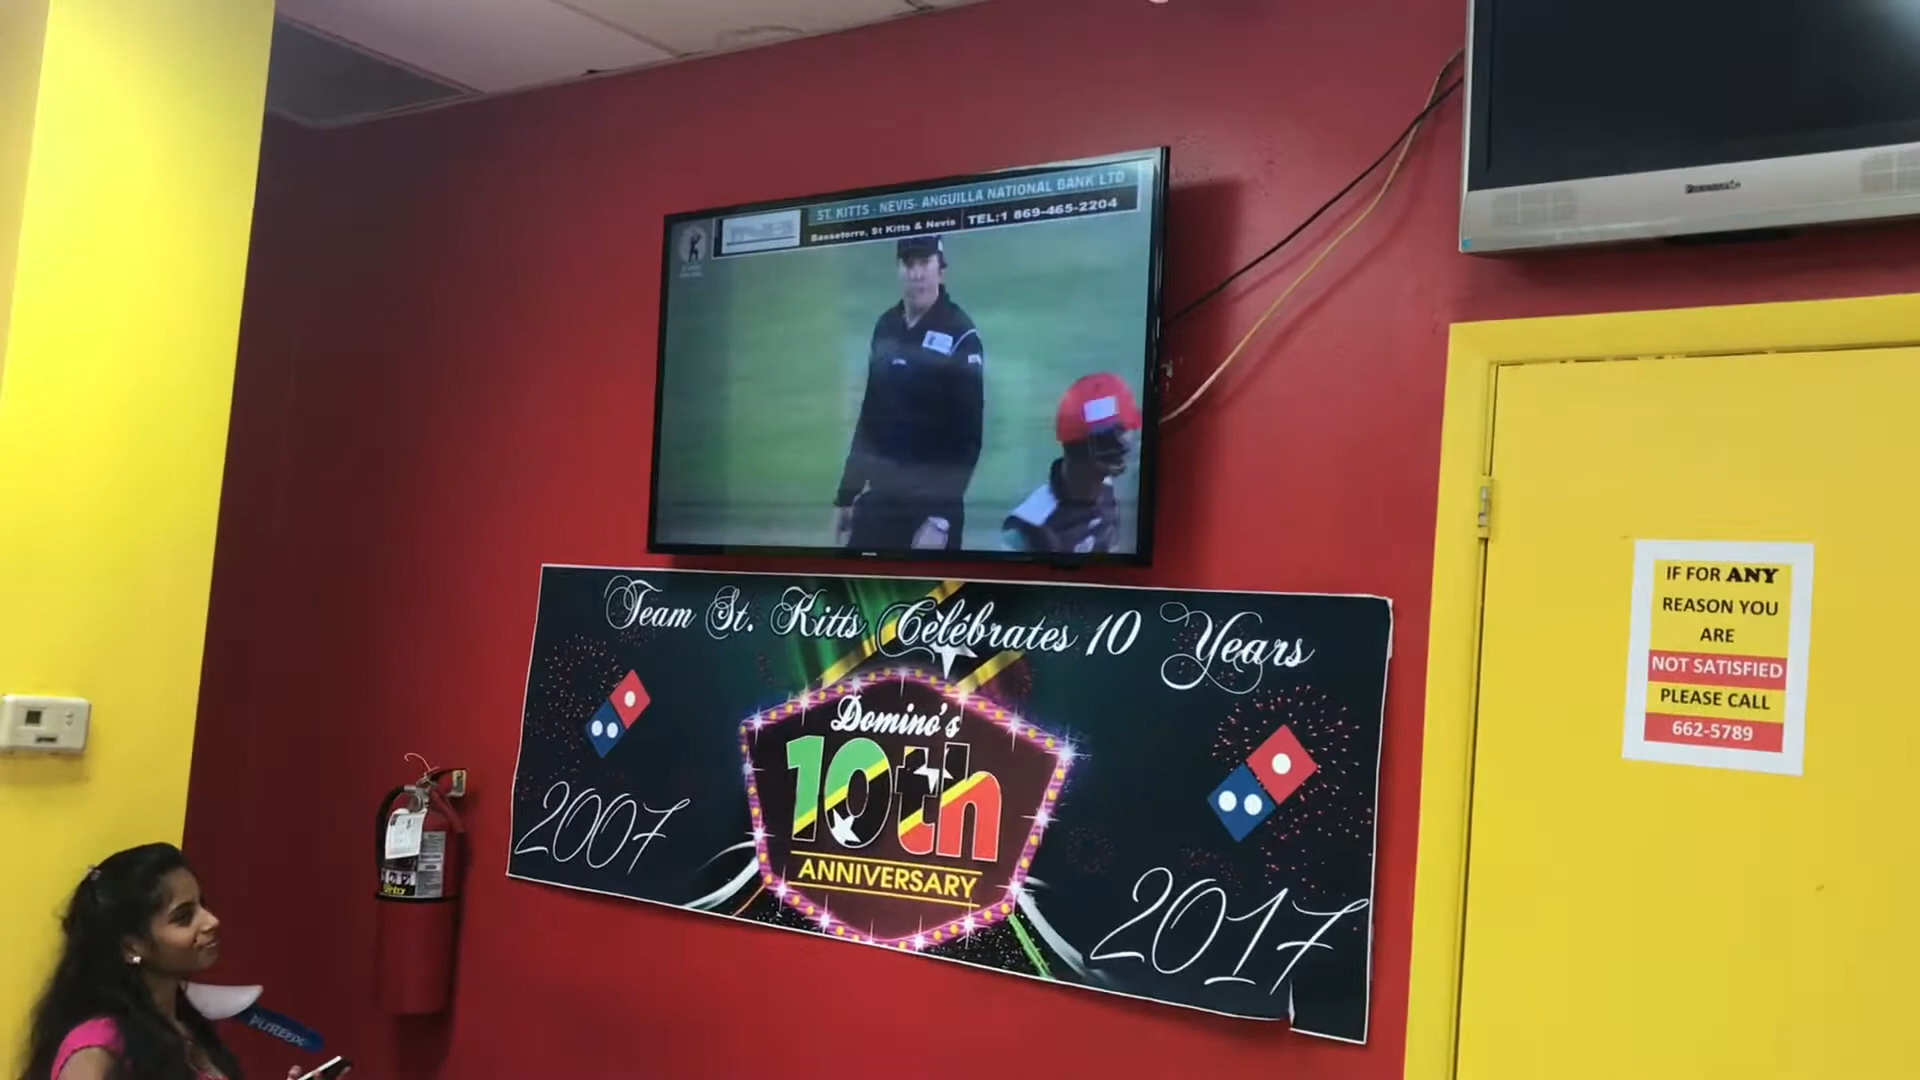 ST. KITTS - NEVIS- ANGUILLA NATIONAL BANK LTD
Basseterre, St Kitts & Nevis TEL:1 869-465-2204
Panasonic
Team St. Kitts Celebrates 10 Years
Domino's
10th
ANNIVERSARY
2007
2017
IF FOR ANY
REASON YOU
ARE
NOT SATISFIED
PLEASE CALL
662-5789